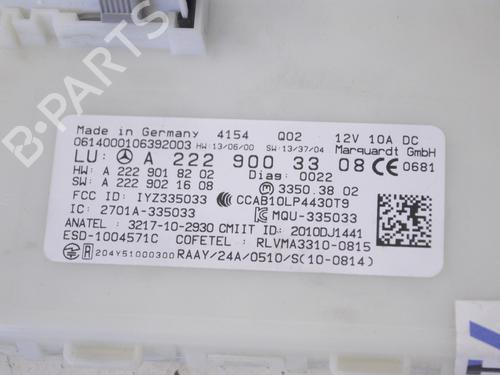 Made in Germany 4154 Q02 12V 10A DC
0614000106392003 HW:13/06/00 SW:13/37/04 Marquardt GmbH
LU: A 222 900 33 08 CE 0681
HW: A 222 901 82 02 Diag: 0022
SW: A 222 902 16 08 M 3350.38 02
FCC ID: IYZ335033 CCAB10LP4430T9
IC: 2701A-335033 MQU-335033
ANATEL : 3217-10-2930 CMIIT ID: 2010DJ1441
ESD-1004571C COFETEL : RLVMA3310-0815
R 204Y51000300 RAAY/24A/0510/S(10-0814)
B-PARTS